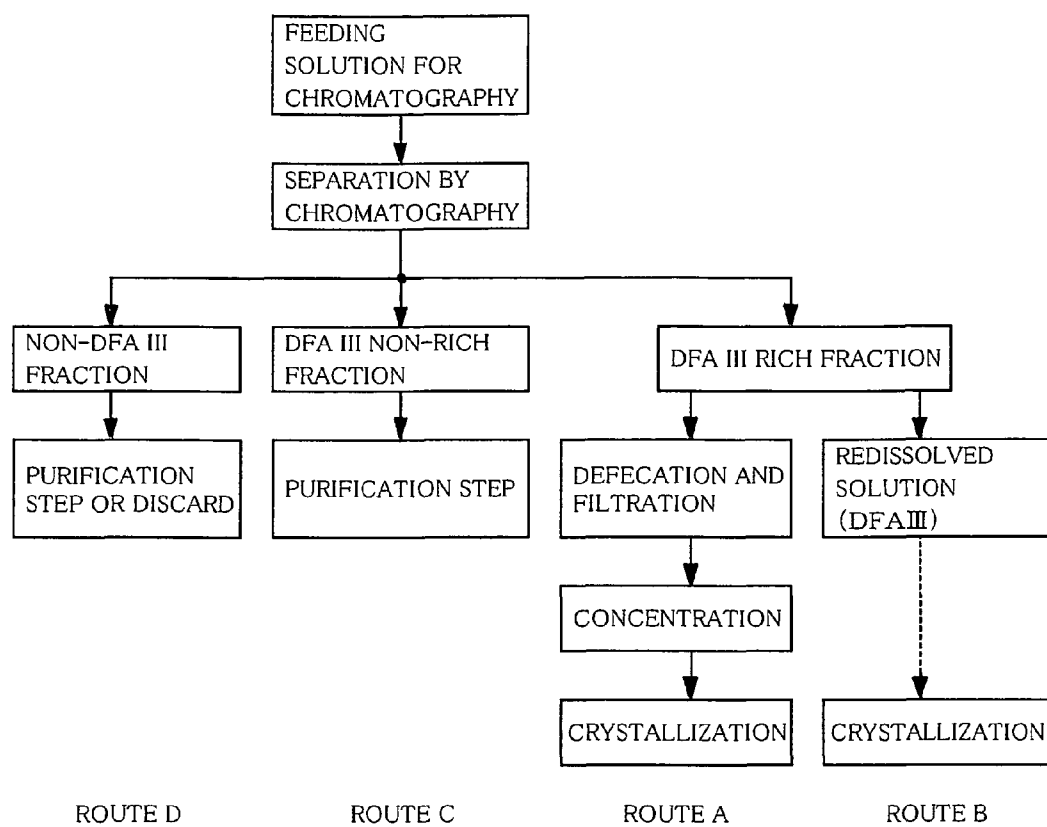 FEEDING
SOLUTION FOR
CHROMATOGRAPHY
SEPARATION BY
CHROMATOGRAPHY
NON-DFA III
FRACTION
DFA III NON-RICH
FRACTION
DFA III RICH FRACTION
PURIFICATION
STEP OR DISCARD
PURIFICATION STEP
DEFECATION AND
FILTRATION
REDISSOLVED
SOLUTION
(DFAIII)
CONCENTRATION
CRYSTALLIZATION
CRYSTALLIZATION
ROUTE D
ROUTE C
ROUTE A
ROUTE B